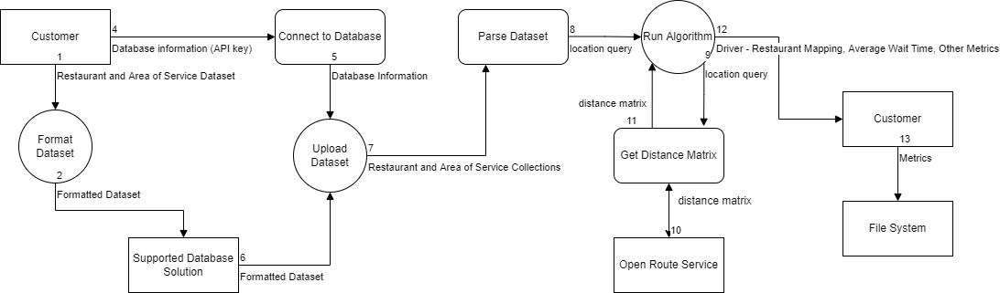 Customer
1
4
Database information (API key)
Restaurant and Area of Service Dataset
Connect to Database
5
Database Information
Format
Dataset
2
Formatted Dataset
Supported Database
Solution
6
Formatted Dataset
Upload
Dataset
7
Restaurant and Area of Service Collections
Parse Dataset
8
location query
Run Algorithm
12
Driver - Restaurant Mapping, Average Wait Time, Other Metrics
9
location query
distance matrix
11
Get Distance Matrix
distance matrix
10
Open Route Service
Customer
13
Metrics
File System